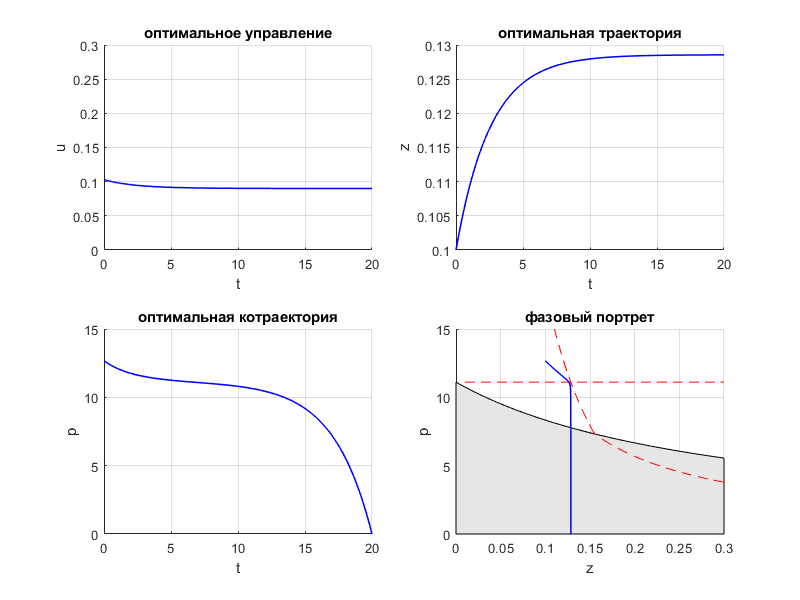 оптимальное управление
0.3
0.25
0.2
0.15
0.1
0.05
0
u
0 5 10 15 20
t
оптимальная траектория
0.13
0.125
0.12
0.115
0.11
0.105
0.1
z
0 5 10 15 20
t
оптимальная котраектория
15
10
5
0
p
0 5 10 15 20
t
фазовый портрет
15
10
5
0
p
0 0.05 0.1 0.15 0.2 0.25 0.3
z